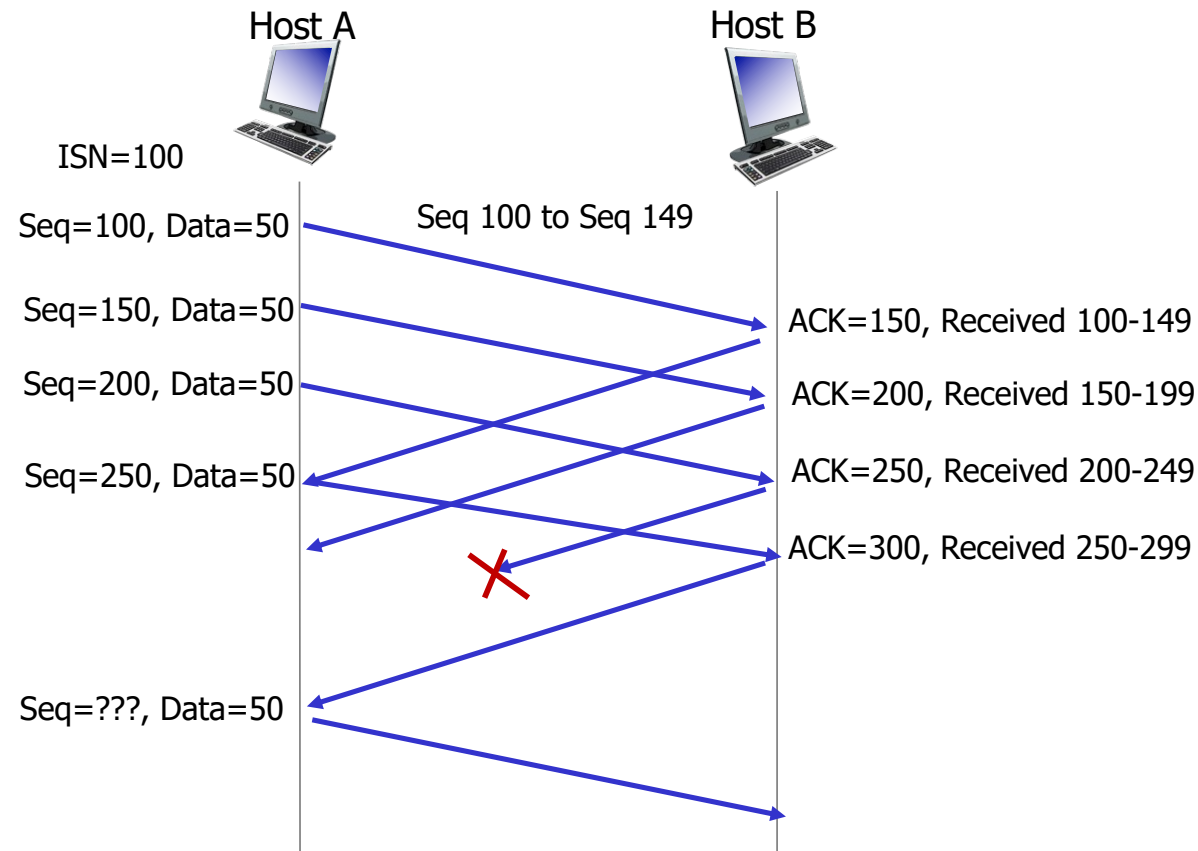 Host A
Host B
ISN=100
Seq=100, Data=50
Seq 100 to Seq 149
Seq=150, Data=50
ACK=150, Received 100-149
Seq=200, Data=50
ACK=200, Received 150-199
Seq=250, Data=50
ACK=250, Received 200-249
ACK=300, Received 250-299
Seq=???, Data=50